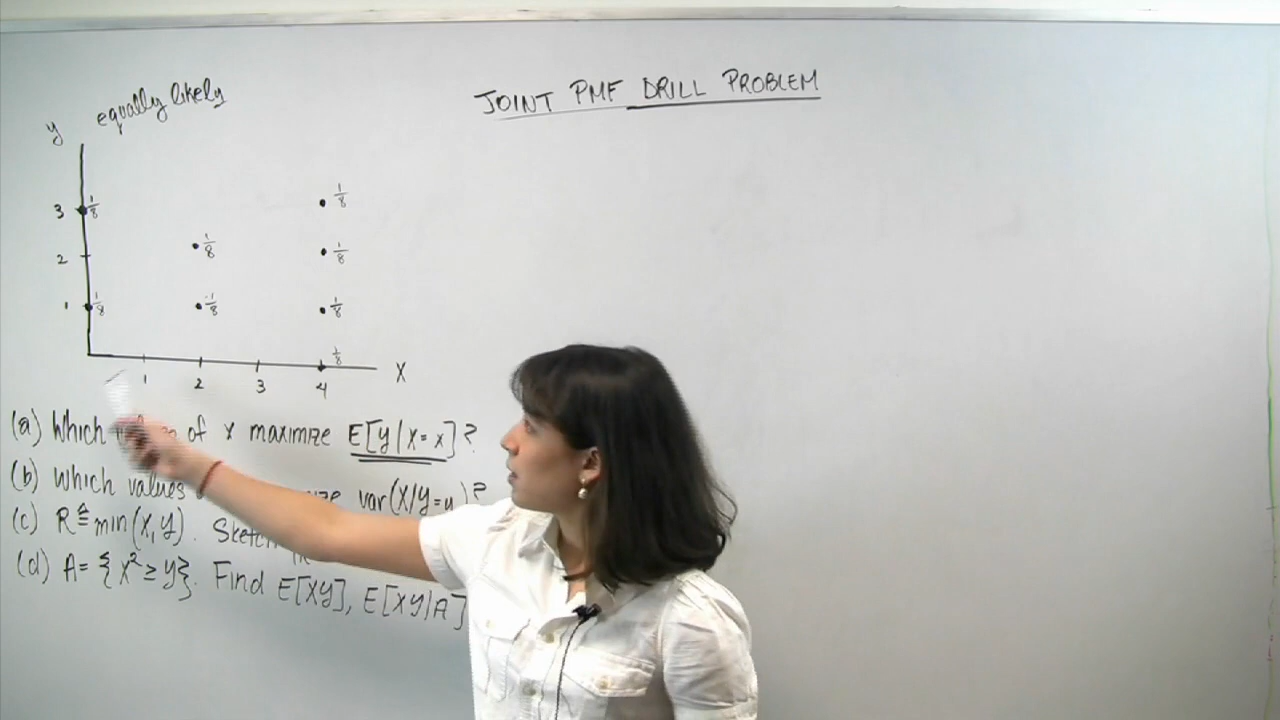 JOINT PMF DRILL PROBLEM
equally likely
y
3 1/8 1/8
2 1/8 1/8
1 1/8 1/8 1/8
1/8
1 2 3 4 X
(a) Which of x maximize E[Y|X=x]?
(b) Which values var(X|Y=y)?
(c) R ≜ min(X,Y). Sketch
(d) A = {X² ≥ Y}. Find E[XY], E[XY|A]